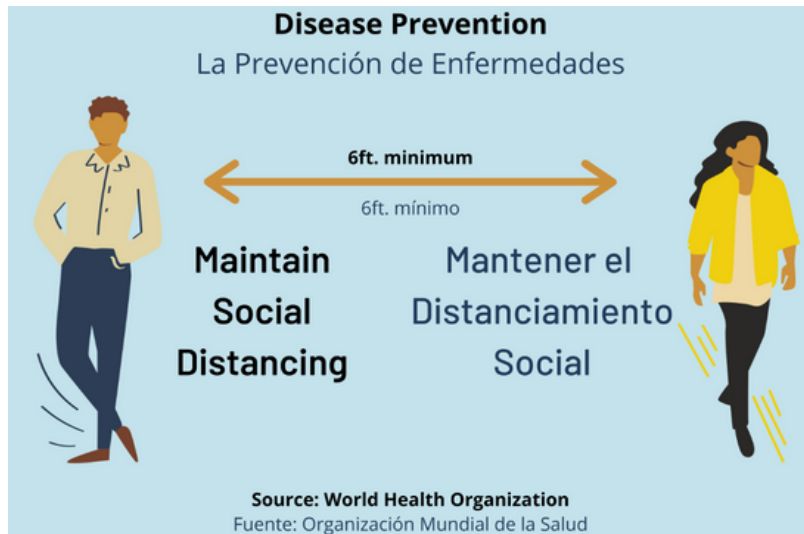 Disease Prevention
La Prevención de Enfermedades
6ft. minimum
6ft. mínimo
Maintain
Social
Distancing
Mantener el
Distanciamiento
Social
Source: World Health Organization
Fuente: Organización Mundial de la Salud